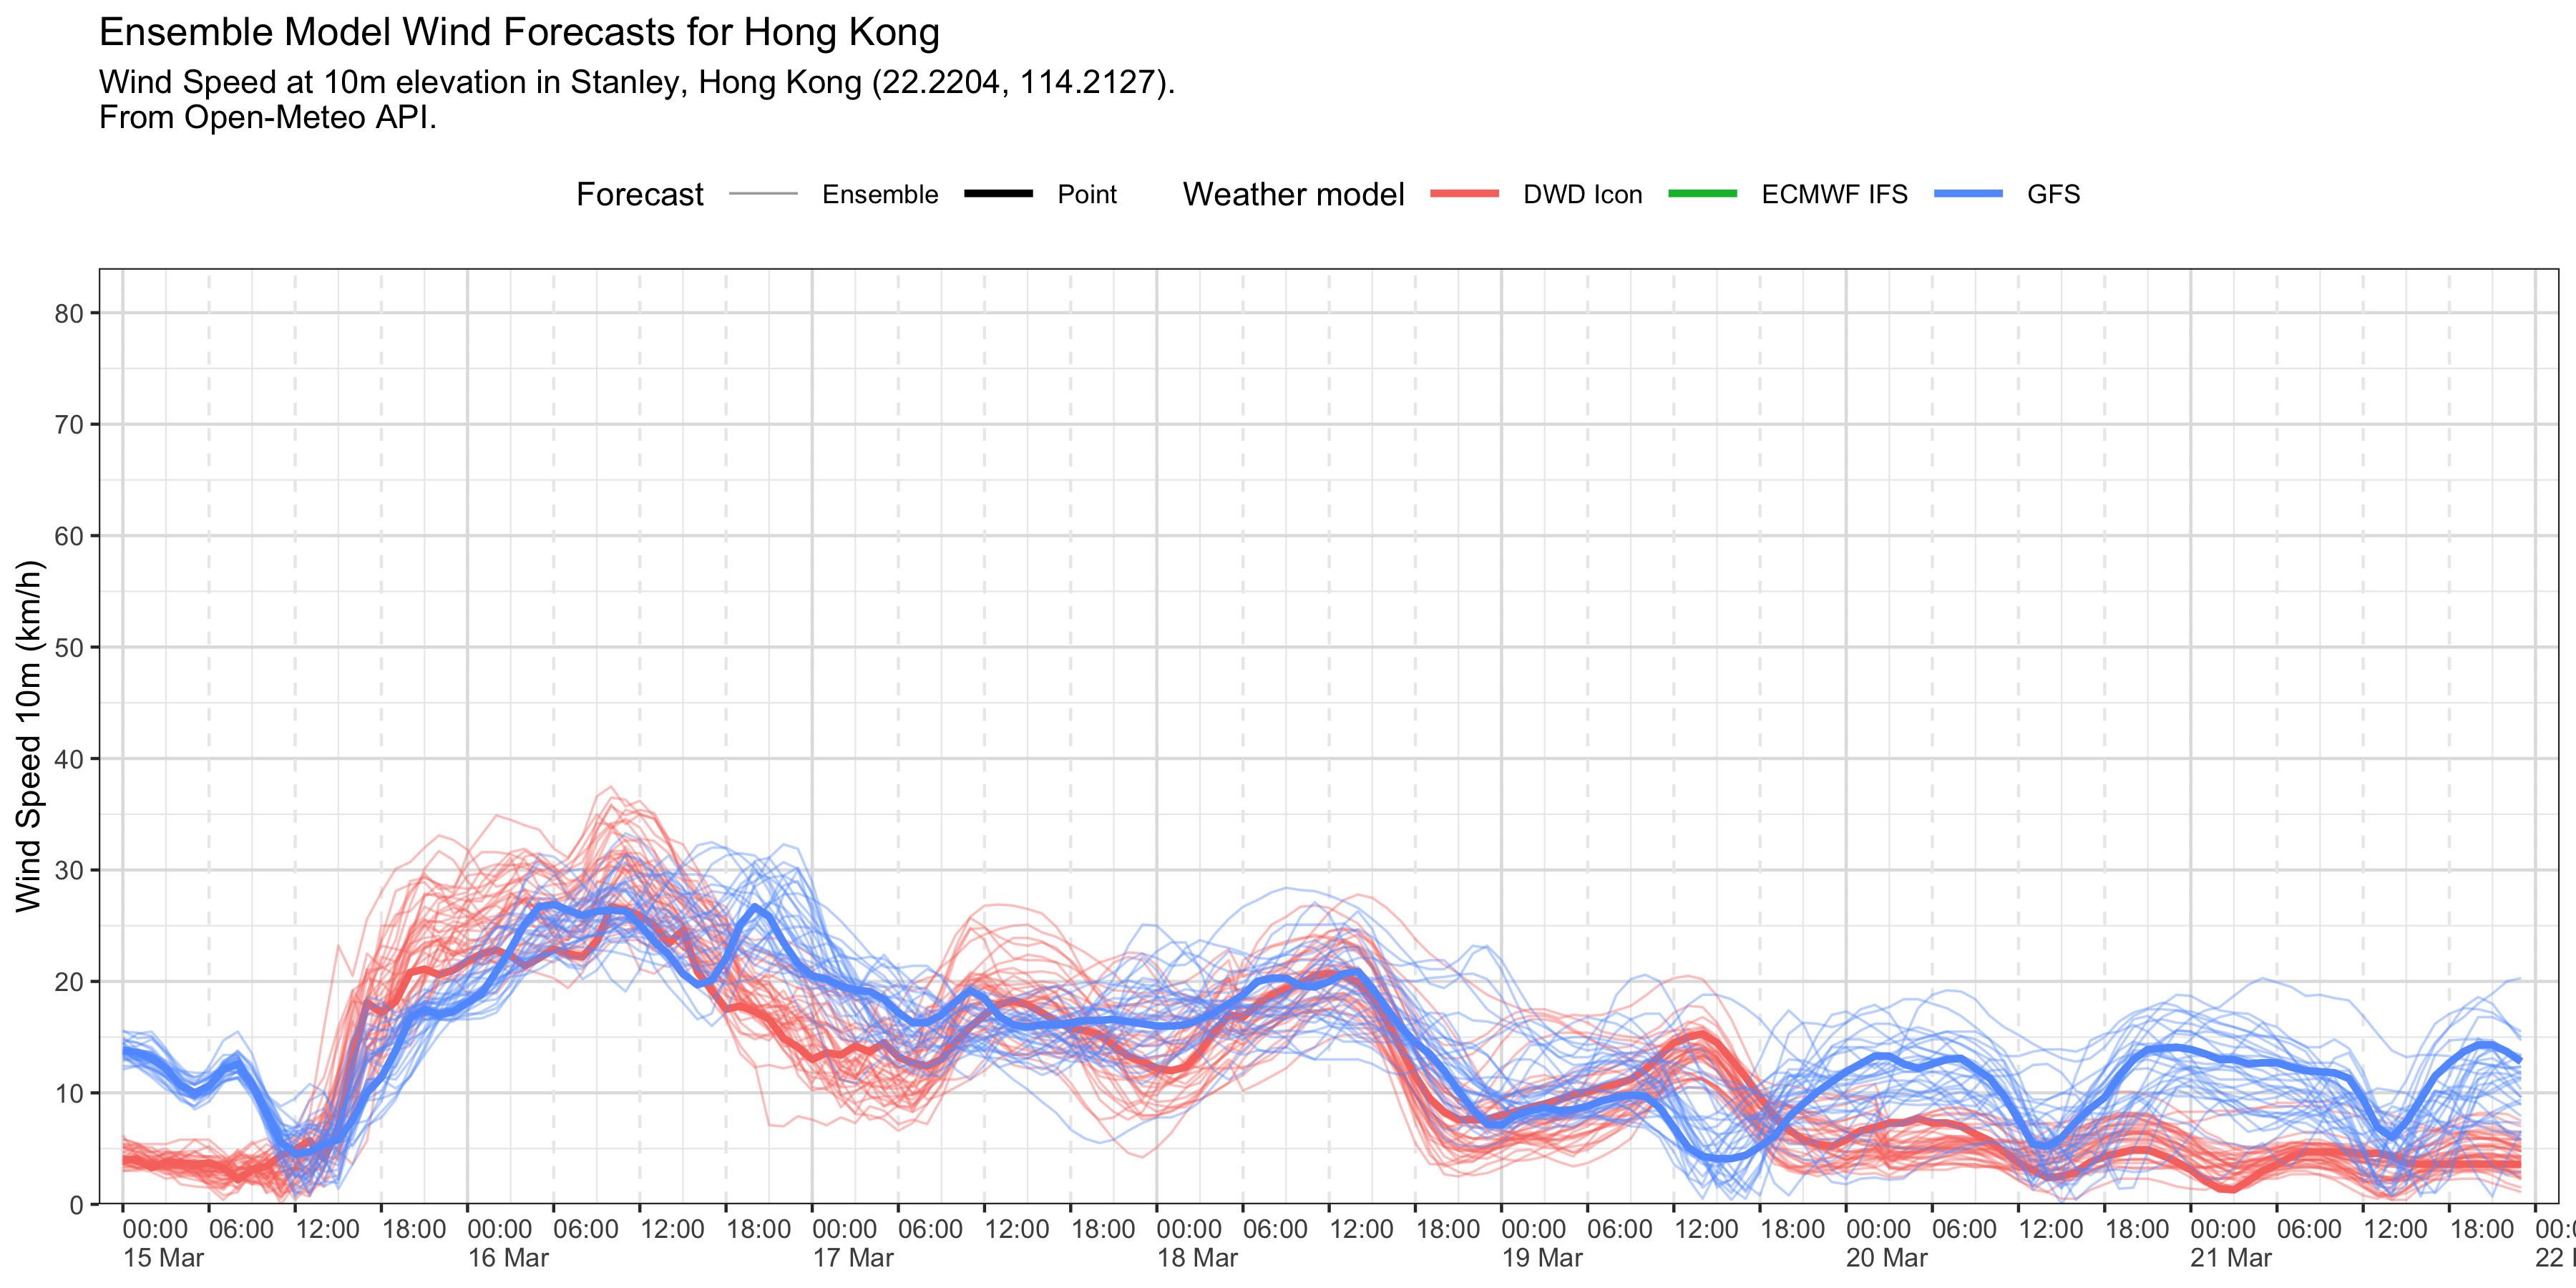 Ensemble Model Wind Forecasts for Hong Kong
Wind Speed at 10m elevation in Stanley, Hong Kong (22.2204, 114.2127).
From Open-Meteo API.
Forecast Ensemble Point Weather model DWD Icon ECMWF IFS GFS
Wind Speed 10m (km/h)
80
70
60
50
40
30
20
10
0
00:00 06:00 12:00 18:00 00:00 06:00 12:00 18:00 00:00 06:00 12:00 18:00 00:00 06:00 12:00 18:00 00:00 06:00 12:00 18:00 00:00 06:00 12:00 18:00 00:00 06:00 12:00 18:00
15 Mar 16 Mar 17 Mar 18 Mar 19 Mar 20 Mar 21 Mar 22